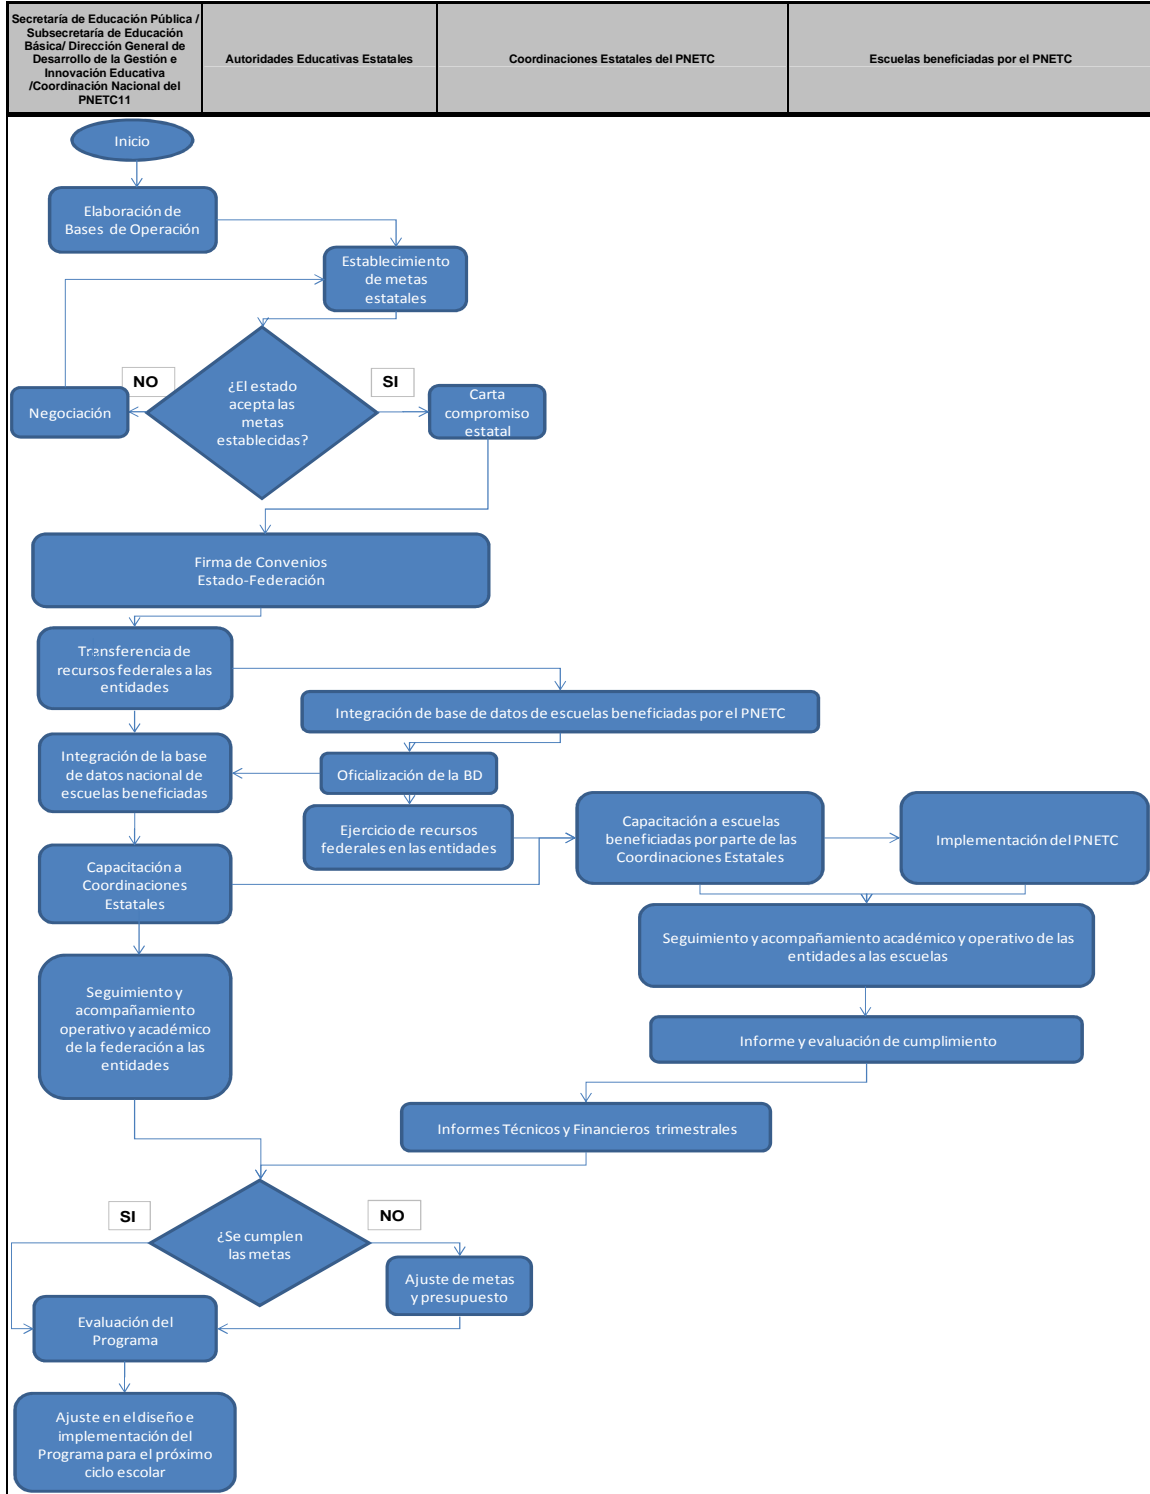 Secretaría de Educación Pública /
Subsecretaría de Educación
Básica/ Dirección General de
Desarrollo de la Gestión e
Innovación Educativa
/Coordinación Nacional del
PNETC11
Autoridades Educativas Estatales
Coordinaciones Estatales del PNETC
Escuelas beneficiadas por el PNETC
Inicio
Elaboración de
Bases de Operación
Establecimiento
de metas
estatales
NO
SI
¿El estado
acepta las
metas
establecidas?
Negociación
Carta
compromiso
estatal
Firma de Convenios
Estado-Federación
Transferencia de
recursos federales a las
entidades
Integración de base de datos de escuelas beneficiadas por el PNETC
Integración de la base
de datos nacional de
escuelas beneficiadas
Oficialización de la BD
Ejercicio de recursos
federales en las entidades
Capacitación a escuelas
beneficiadas por parte de las
Coordinaciones Estatales
Implementación del PNETC
Capacitación a
Coordinaciones
Estatales
Seguimiento y acompañamiento académico y operativo de las
entidades a las escuelas
Seguimiento y
acompañamiento
operativo y académico
de la federación a las
entidades
Informe y evaluación de cumplimiento
Informes Técnicos y Financieros trimestrales
SI
NO
¿Se cumplen
las metas
Ajuste de metas
y presupuesto
Evaluación del
Programa
Ajuste en el diseño e
implementación del
Programa para el próximo
ciclo escolar